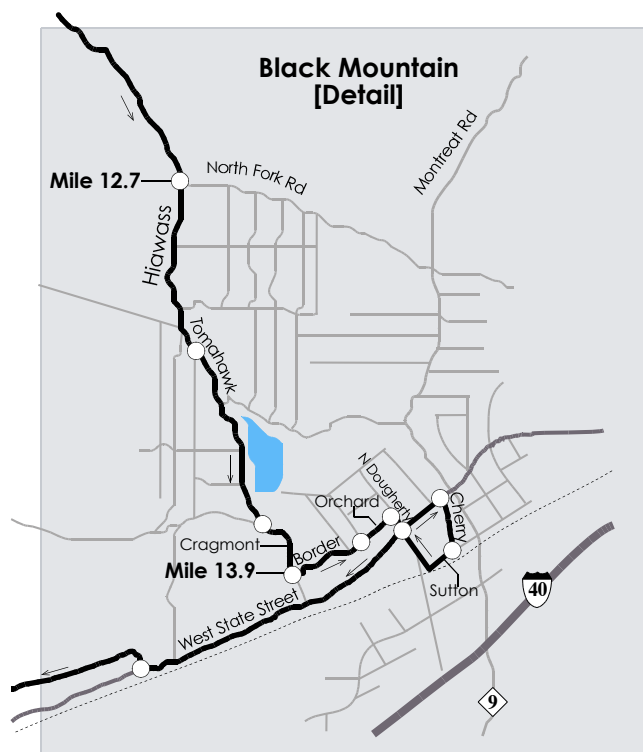 Black Mountain
[Detail]
North Fork Rd
Montreat Rd
Mile 12.7
Hiawass
Tomahawk
N Dougherty
Orchard
Cherry
Cragmont
Border
Mile 13.9
Sutton
40
West State Street
9